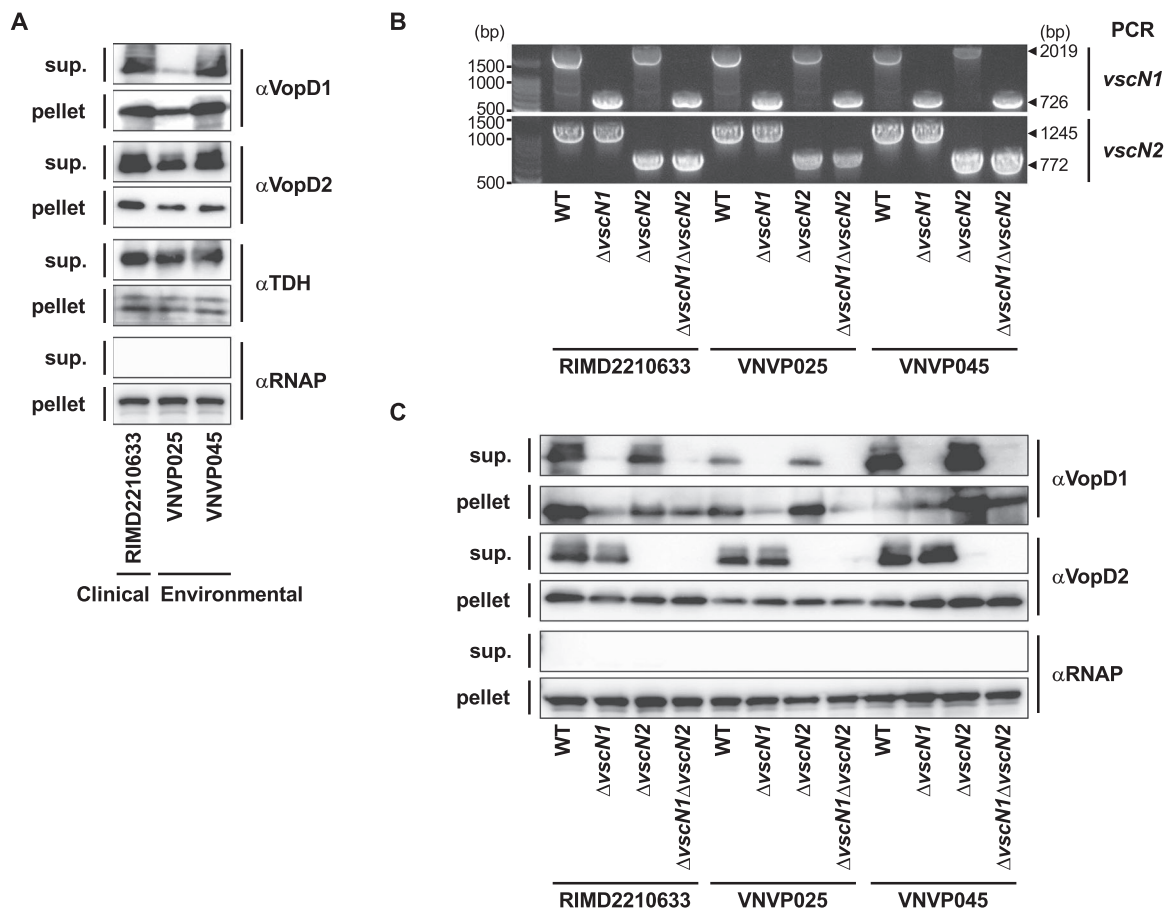 A
sup.
pellet
αVopD1
sup.
pellet
αVopD2
sup.
pellet
αTDH
sup.
pellet
αRNAP
RIMD2210633
VNVP025
VNVP045
Clinical
Environmental
B
(bp)
(bp)
PCR
1500
1000
500
2019
726
vscN1
1500
1000
500
1245
772
vscN2
WT
ΔvscN1
ΔvscN2
ΔvscN1ΔvscN2
WT
ΔvscN1
ΔvscN2
ΔvscN1ΔvscN2
WT
ΔvscN1
ΔvscN2
ΔvscN1ΔvscN2
RIMD2210633
VNVP025
VNVP045
C
sup.
pellet
αVopD1
sup.
pellet
αVopD2
sup.
pellet
αRNAP
WT
ΔvscN1
ΔvscN2
ΔvscN1ΔvscN2
WT
ΔvscN1
ΔvscN2
ΔvscN1ΔvscN2
WT
ΔvscN1
ΔvscN2
ΔvscN1ΔvscN2
RIMD2210633
VNVP025
VNVP045